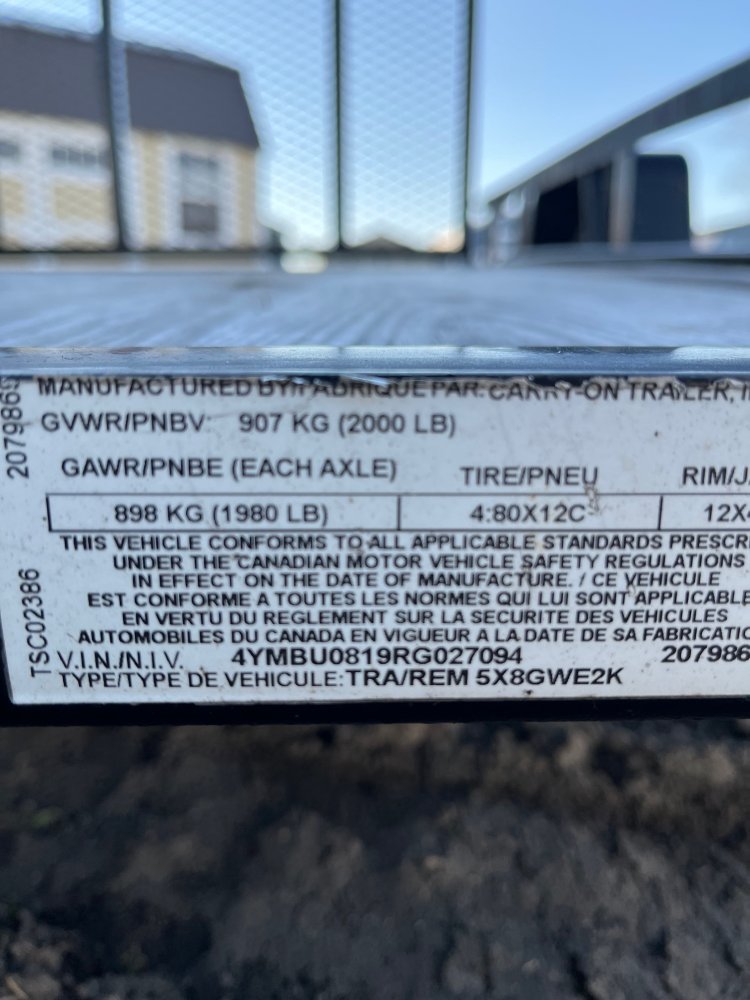 MANUFACTURED BY/FABRIQUE PAR: CARRY-ON TRAILER,
GVWR/PNBV: 907 KG (2000 LB)
GAWR/PNBE (EACH AXLE) TIRE/PNEU RIM/J
898 KG (1980 LB) 4:80X12C 12X4
THIS VEHICLE CONFORMS TO ALL APPLICABLE STANDARDS PRESCR
UNDER THE CANADIAN MOTOR VEHICLE SAFETY REGULATIONS
IN EFFECT ON THE DATE OF MANUFACTURE. / CE VEHICULE
EST CONFORME A TOUTES LES NORMES QUI LUI SONT APPLICABLE
EN VERTU DU REGLEMENT SUR LA SECURITE DES VEHICULES
AUTOMOBILES DU CANADA EN VIGUEUR A LA DATE DE SA FABRICATIO
V.I.N./N.I.V. 4YMBU0819RG027094 207986
TYPE/TYPE DE VEHICULE: TRA/REM 5X8GWE2K
TSC02386
207986